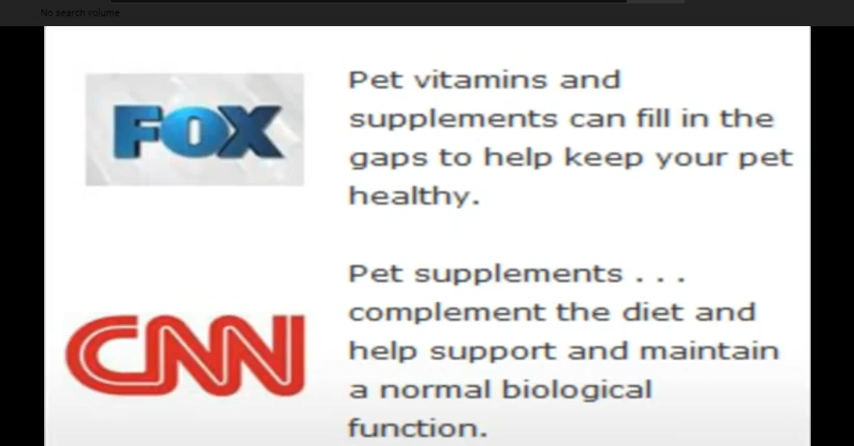 No search volume
FOX
Pet vitamins and
supplements can fill in the
gaps to help keep your pet
healthy.
CNN
Pet supplements . . .
complement the diet and
help support and maintain
a normal biological
function.